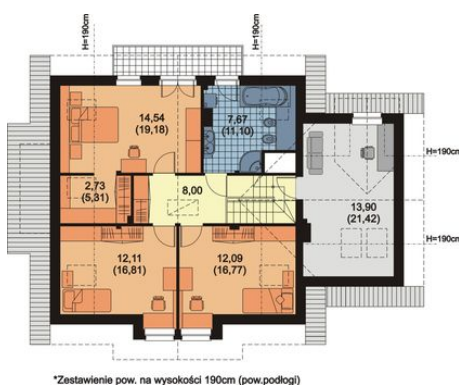 H=190cm
H=190cm
14,54
(19,18)
7,67
(11,10)
H=190cm
2,73
(5,31)
8,00
13,90
(21,42)
12,11
(16,81)
12,09
(16,77)
H=190cm
*Zestawienie pow. na wysokości 190cm (pow.podłogi)